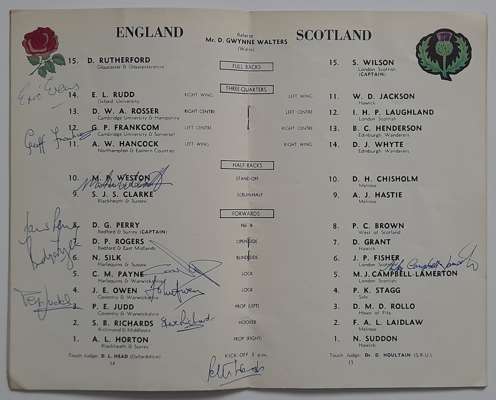 ENGLAND
Referee
Mr. D. GWYNNE WALTERS
(Wales)
SCOTLAND
15. D. RUTHERFORD
Gloucester & Gloucestershire
FULL BACKS
15. S. WILSON
London Scottish
(CAPTAIN)
THREE QUARTERS
14. E. L. RUDD RIGHT WING LEFT WING 11. W. D. JACKSON
Oxford University Hawick
13. D. W. A. ROSSER RIGHT CENTRE LEFT CENTRE 12. I. H. P. LAUGHLAND
Cambridge University & Hampshire London Scottish
12. G. P. FRANKCOM LEFT CENTRE RIGHT CENTRE 13. B. C. HENDERSON
Cambridge University & Somerset Edinburgh Wanderers
11. A. W. HANCOCK LEFT WING RIGHT WING 14. D. J. WHYTE
Northampton & Eastern Counties Edinburgh Wanderers
HALF BACKS
10. M. P. WESTON STAND-OFF 10. D. H. CHISHOLM
Melrose
9. S. J. S. CLARKE SCRUM-HALF 9. A. J. HASTIE
Blackheath & Surrey Melrose
FORWARDS
8. D. G. PERRY No. 8 8. P. C. BROWN
Bedford & Surrey (CAPTAIN) West of Scotland
7. D. P. ROGERS OPEN-SIDE 7. D. GRANT
Bedford & East Midlands Hawick
6. N. SILK BLIND-SIDE 6. J. P. FISHER
Harlequins & Sussex London Scottish
5. C. M. PAYNE LOCK 5. M. J. CAMPBELL LAMERTON
Harlequins & Sussex London Scottish
4. J. E. OWEN LOCK 4. P. K. STAGG
Coventry & Warwickshire Sale
3. P. E. JUDD PROP (LEFT) 3. D. M. D. ROLLO
Coventry & Warwickshire Howe of Fife
2. S. B. RICHARDS HOOKER 2. F. A. L. LAIDLAW
Richmond & Middlesex Melrose
1. A. L. HORTON PROP (RIGHT) 1. N. SUDDON
Blackheath & Surrey Hawick
Touch Judge: D. L. HEAD (Oxfordshire) KICK-OFF 3 p.m. Touch Judge: Dr. D. HOULTAIN (S.R.U.)
14 15